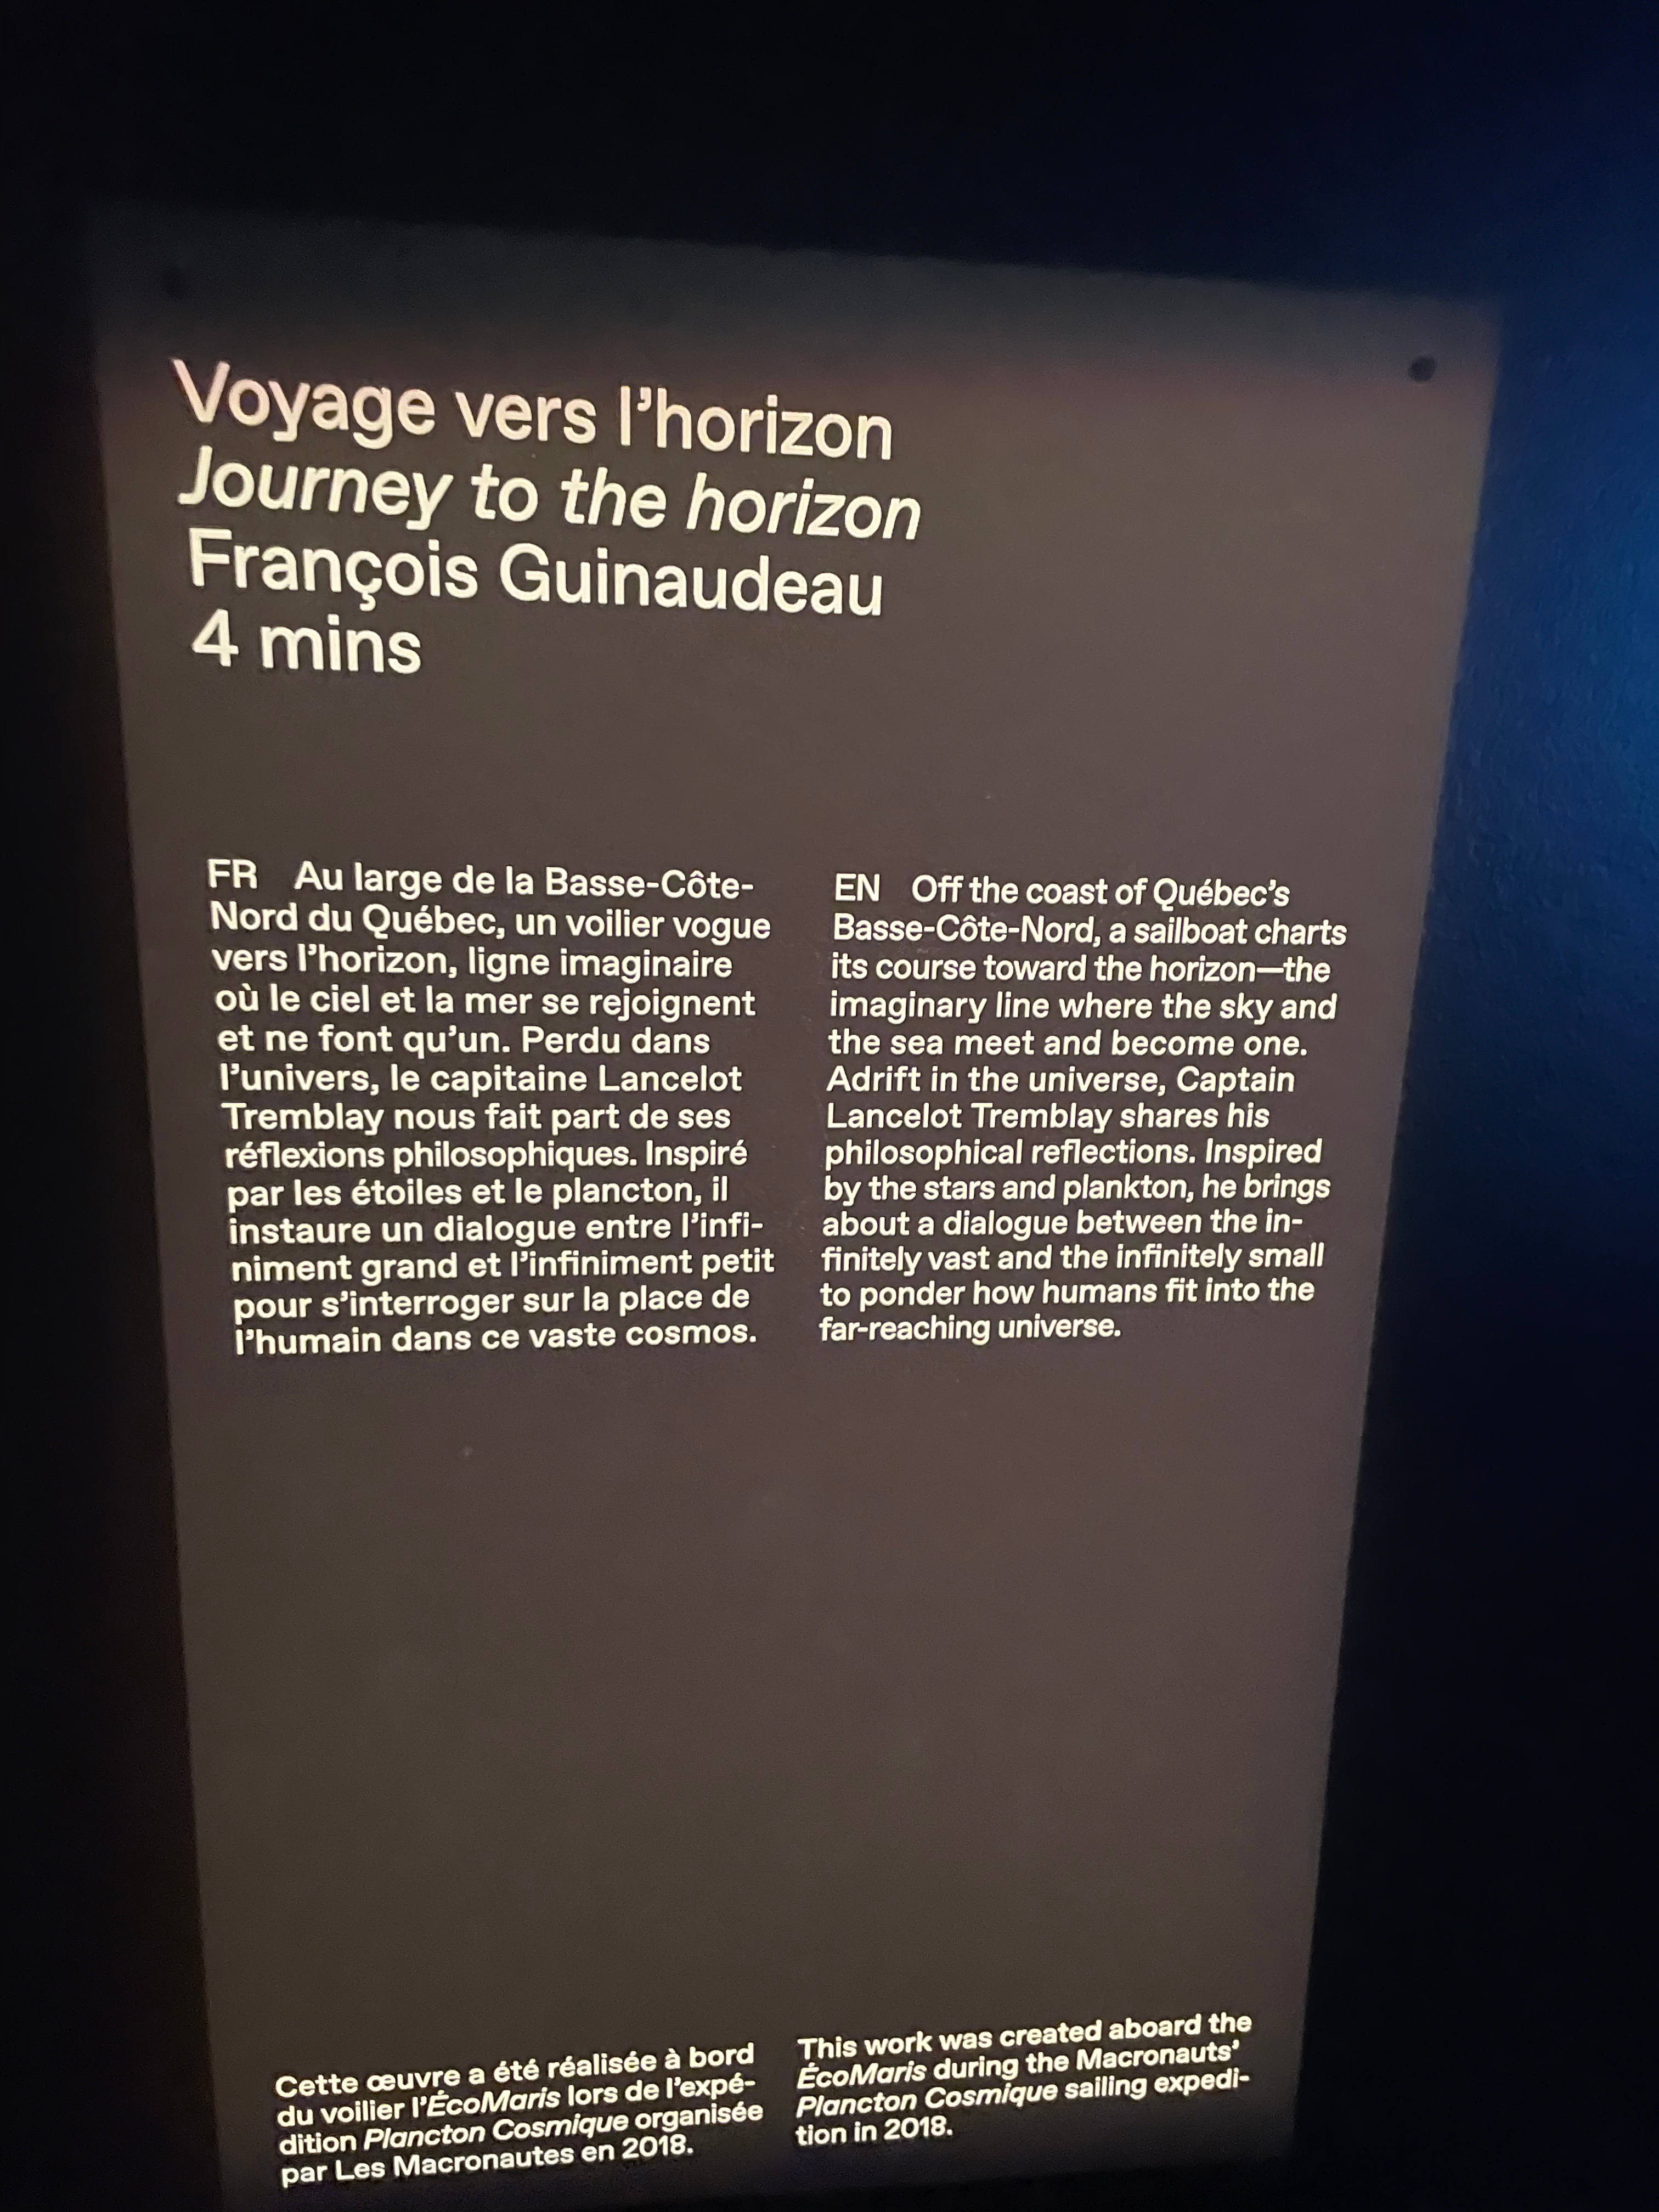 Voyage vers l’horizon
Journey to the horizon
François Guinaudeau
4 mins
FR Au large de la Basse-Côte-
Nord du Québec, un voilier vogue
vers l’horizon, ligne imaginaire
où le ciel et la mer se rejoignent
et ne font qu’un. Perdu dans
l’univers, le capitaine Lancelot
Tremblay nous fait part de ses
réflexions philosophiques. Inspiré
par les étoiles et le plancton, il
instaure un dialogue entre l’infi-
niment grand et l’infiniment petit
pour s’interroger sur la place de
l’humain dans ce vaste cosmos.
EN Off the coast of Québec’s
Basse-Côte-Nord, a sailboat charts
its course toward the horizon—the
imaginary line where the sky and
the sea meet and become one.
Adrift in the universe, Captain
Lancelot Tremblay shares his
philosophical reflections. Inspired
by the stars and plankton, he brings
about a dialogue between the in-
finitely vast and the infinitely small
to ponder how humans fit into the
far-reaching universe.
Cette œuvre a été réalisée à bord
du voilier l’ÉcoMaris lors de l’expé-
dition Plancton Cosmique organisée
par Les Macronautes en 2018.
This work was created aboard the
ÉcoMaris during the Macronauts’
Plancton Cosmique sailing expedi-
tion in 2018.